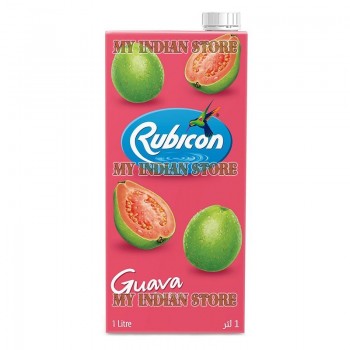 MY INDIAN STORE
Rubicon
MY INDIAN STORE
Guava
MY INDIAN STORE
1 Litre
1 لتر